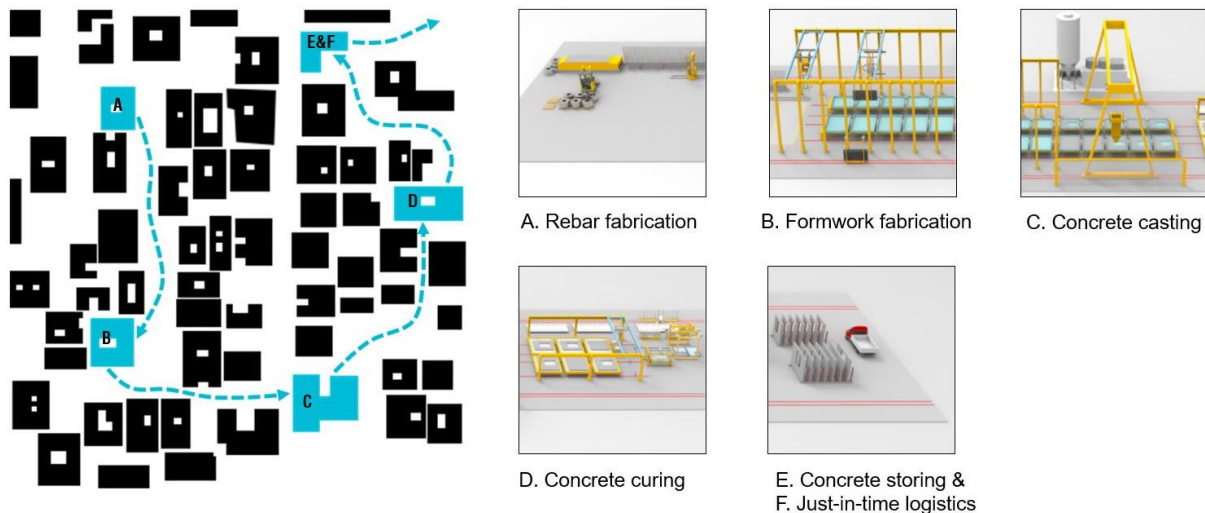 E&F
A
D
B
C
A. Rebar fabrication
B. Formwork fabrication
C. Concrete casting
D. Concrete curing
E. Concrete storing &
F. Just-in-time logistics